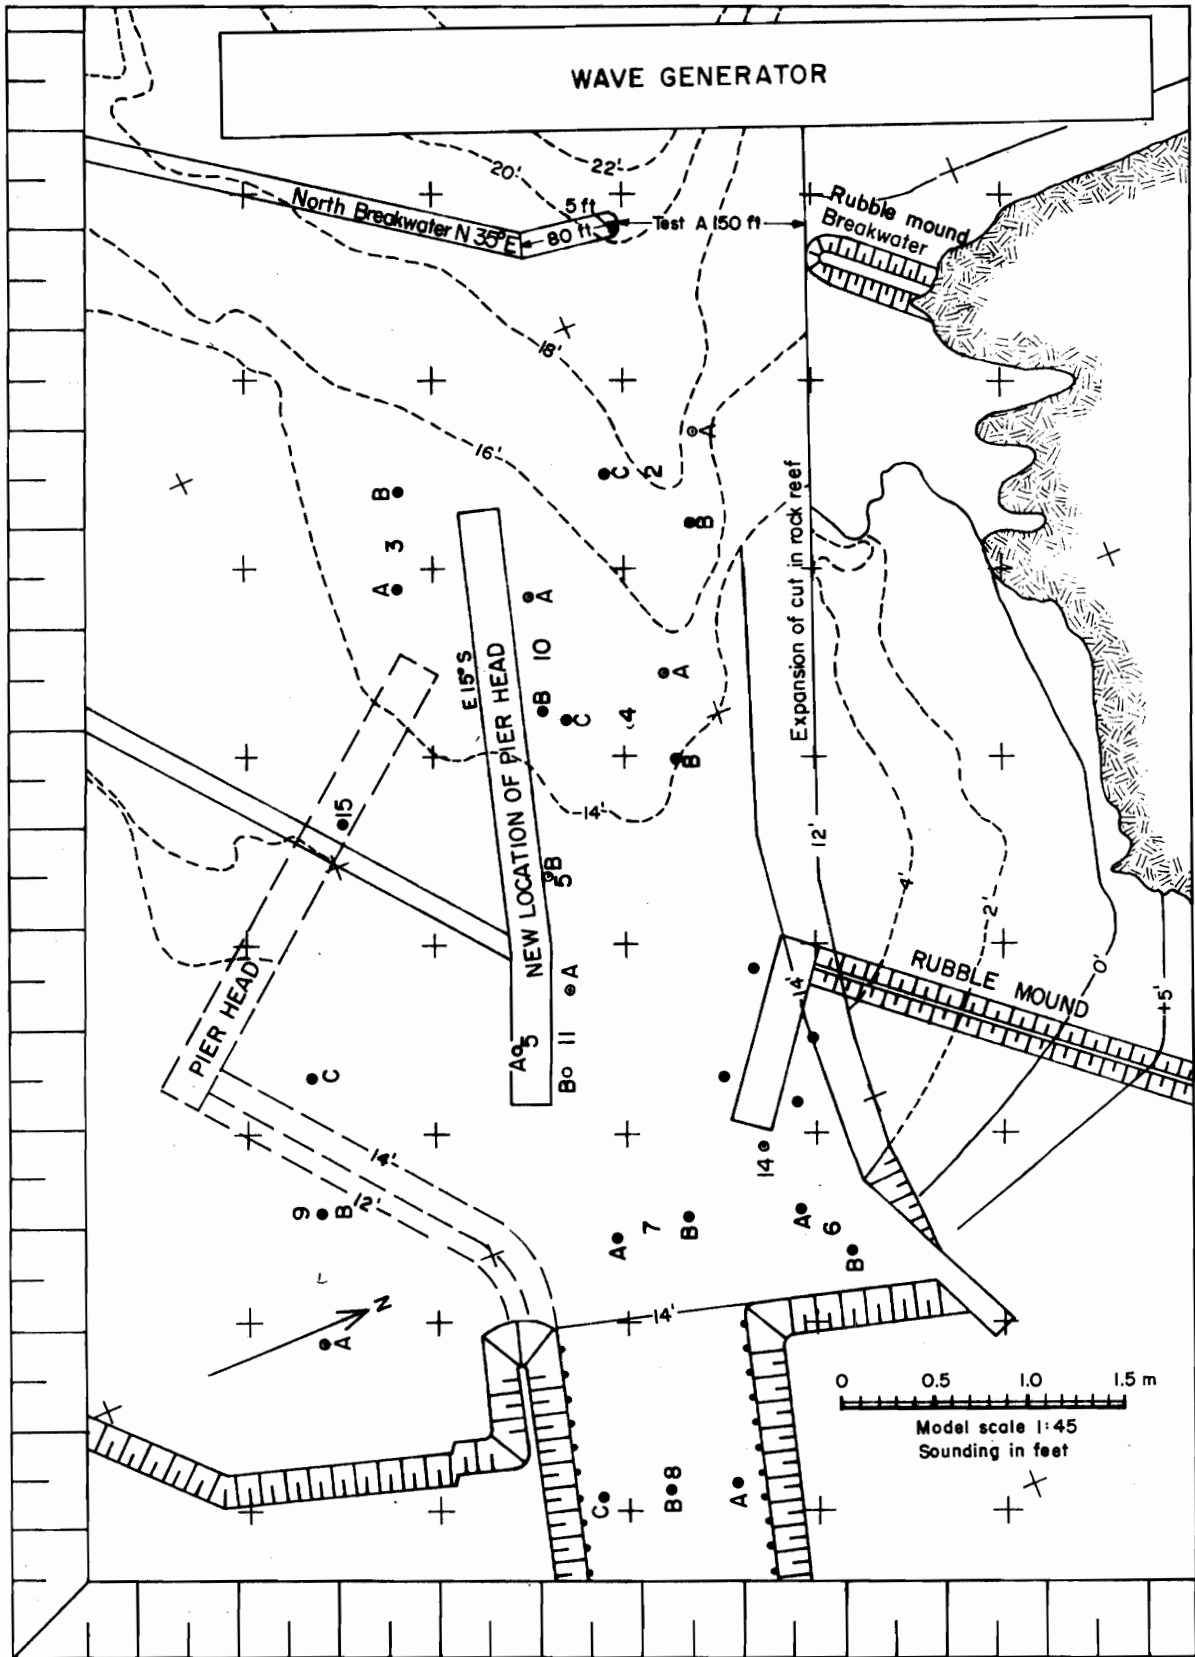 WAVE GENERATOR
20'
22'
North Breakwater N 35° E
5 ft
80 ft
Test A 150 ft
Rubble mound
Breakwater
18'
16'
A
C 2
B
B
3
A
Expansion of cut in rock reef
A
10
B
E 15° S
NEW LOCATION OF PIER HEAD
A
4
C
B
14'
15
12'
4'
2'
B
5
PIER HEAD
A
A 5
11
B
14'
RUBBLE MOUND
0'
+5'
C
14'
12'
9 B
14
A 7 B
A 6
B
N
A
14'
0 0.5 1.0 1.5 m
Model scale 1:45
Sounding in feet
C
B 8
A